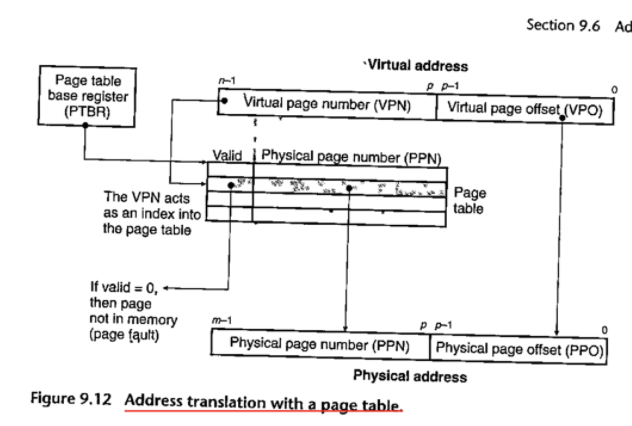 Section 9.6 Ad
Virtual address
n–1 p p–1 0
Page table
base register
(PTBR)
Virtual page number (VPN) Virtual page offset (VPO)
Valid Physical page number (PPN)
The VPN acts
as an index into
the page table
Page
table
If valid = 0,
then page
not in memory
(page fault)
m–1 p p–1 0
Physical page number (PPN) Physical page offset (PPO)
Physical address
Figure 9.12 Address translation with a page table.